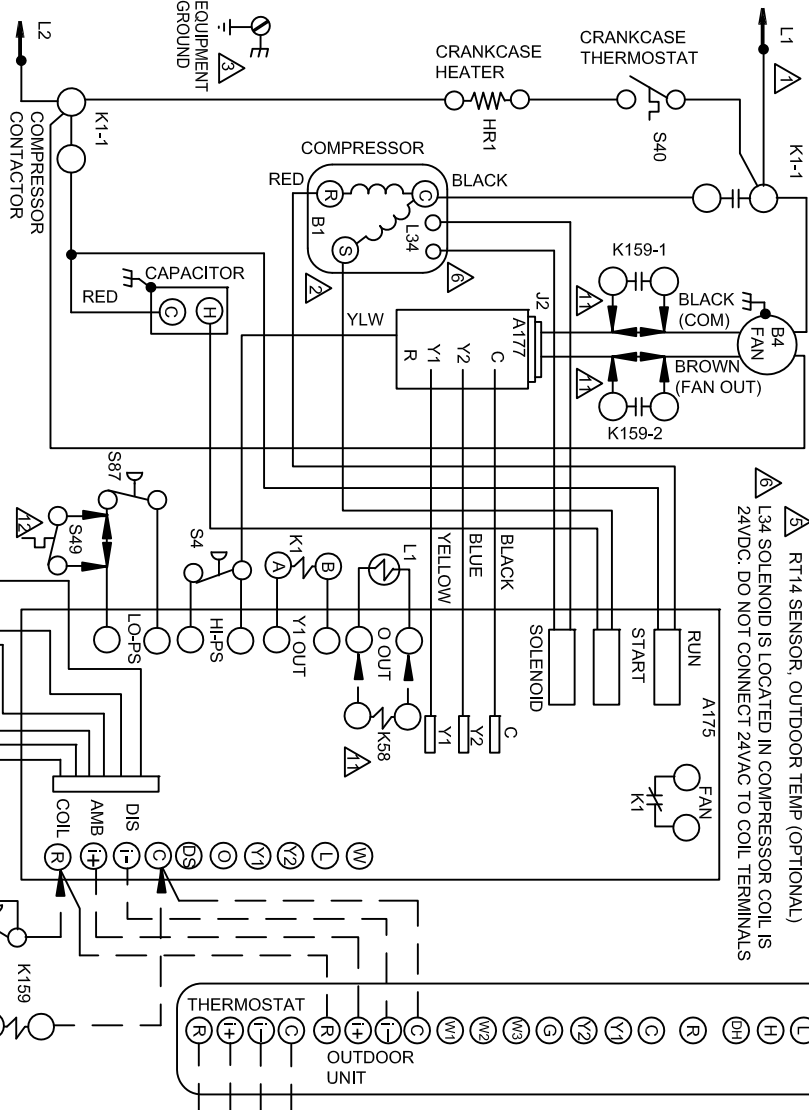 L2
EQUIPMENT
GROUND
3
CRANKCASE
HEATER
HR1
CRANKCASE
THERMOSTAT
S40
L1
1
K1-1
K1-1
COMPRESSOR
CONTACTOR
COMPRESSOR
RED
R
C
BLACK
B1
S
L34
2
6
CAPACITOR
RED
C
H
YLW
J2
A177
R
Y1
Y2
C
K159-1
11
BLACK
(COM)
B4
FAN
BROWN
(FAN OUT)
11
K159-2
5
RT14 SENSOR, OUTDOOR TEMP (OPTIONAL)
6
L34 SOLENOID IS LOCATED IN COMPRESSOR COIL IS
24VDC. DO NOT CONNECT 24VAC TO COIL TERMINALS
S87
12
S49
S4
K1
A
B
L1
YELLOW
BLUE
BLACK
LO-PS
HI-PS
Y1 OUT
O OUT
SOLENOID
START
RUN
A175
K58
11
Y1
Y2
C
FAN
K1
COIL
AMB
DIS
R
i+
i-
C
DS
O
Y1
Y2
L
W
K159
THERMOSTAT
R
i+
i-
C
R
i+
i-
C
W1
W2
W3
G
Y2
Y1
C
R
DH
H
L
OUTDOOR
UNIT